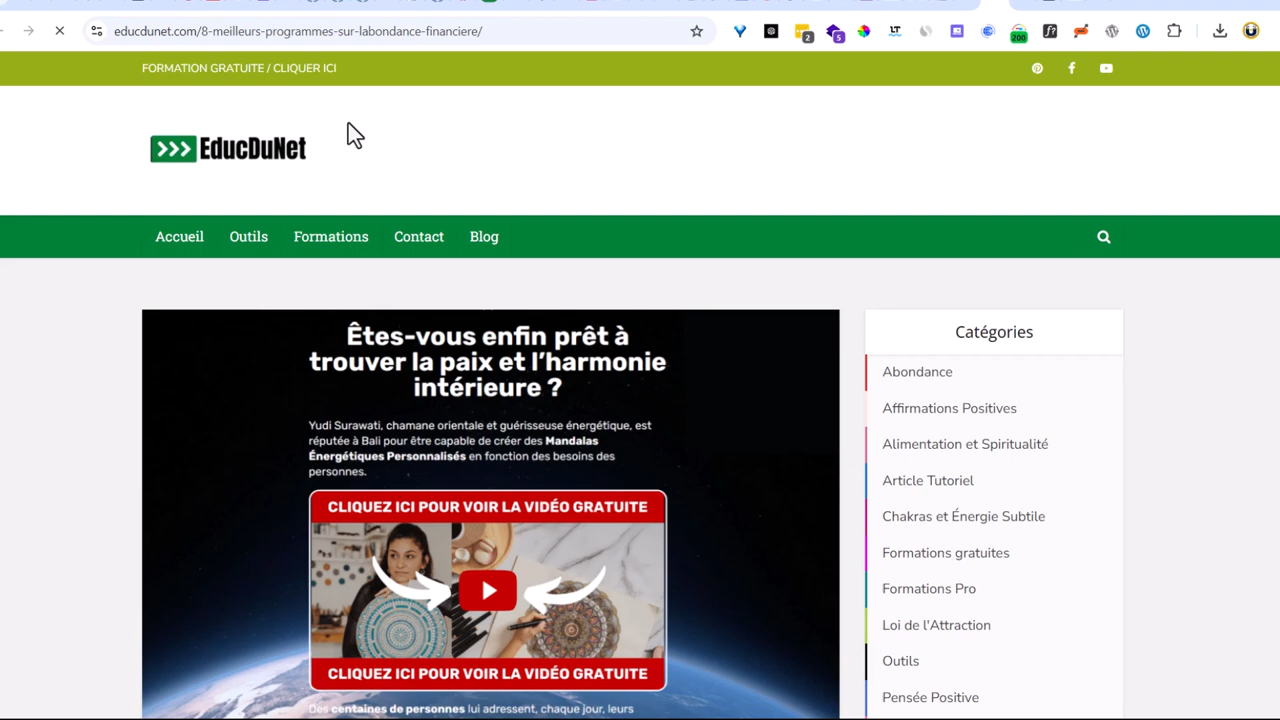 educdunet.com/8-meilleurs-programmes-sur-labordance-financiere/
2
5
LT
200
f?
FORMATION GRATUITE / CLIQUER ICI
>>> EducDuNet
Accueil
Outils
Formations
Contact
Blog
Êtes-vous enfin prêt à
trouver la paix et l'harmonie
intérieure ?
Yudi Surawati, chamane orientale et guérisseuse énergétique, est
réputée à Bali pour être capable de créer des Mandalas
Énergétiques Personnalisés en fonction des besoins des
personnes.
CLIQUEZ ICI POUR VOIR LA VIDÉO GRATUITE
CLIQUEZ ICI POUR VOIR LA VIDÉO GRATUITE
Des centaines de personnes lui adressent, chaque jour, leurs
Catégories
Abondance
Affirmations Positives
Alimentation et Spiritualité
Article Tutoriel
Chakras et Énergie Subtile
Formations gratuites
Formations Pro
Loi de l'Attraction
Outils
Pensée Positive